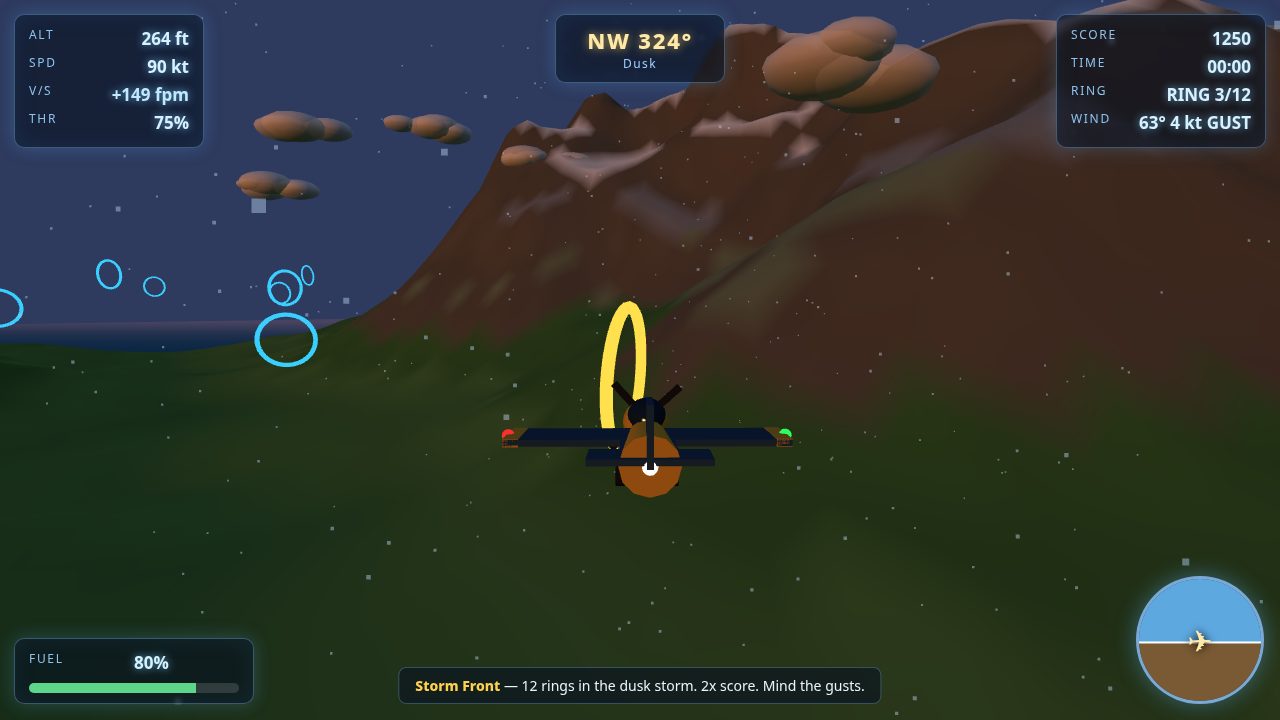 ALT 264 ft
SPD 90 kt
V/S +149 fpm
THR 75%
NW 324°
Dusk
SCORE 1250
TIME 00:00
RING RING 3/12
WIND 63° 4 kt GUST
FUEL 80%
Storm Front — 12 rings in the dusk storm. 2x score. Mind the gusts.